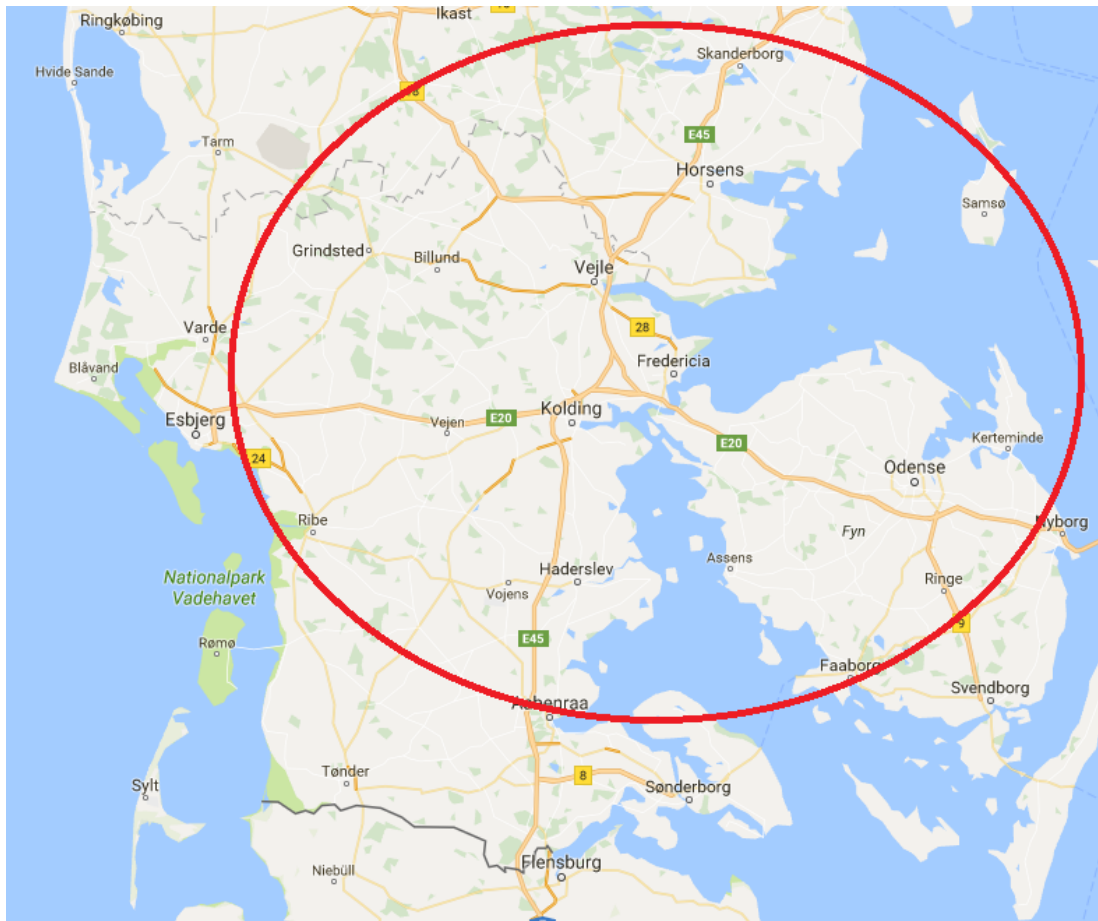 Ringkøbing
Ikast
Skanderborg
Hvide Sande
E45
Tarm
Horsens
Samsø
Grindsted
Billund
Vejle
Varde
28
Fredericia
Blåvand
Kolding
Esbjerg
Vejen
E20
E20
Kerteminde
24
Odense
Ribe
Nyborg
Fyn
Assens
Haderslev
Nationalpark
Vadehavet
Vojens
Ringe
9
Rømø
E45
Faaborg
Aabenraa
Svendborg
Tønder
8
Sylt
Sønderborg
Niebüll
Flensburg